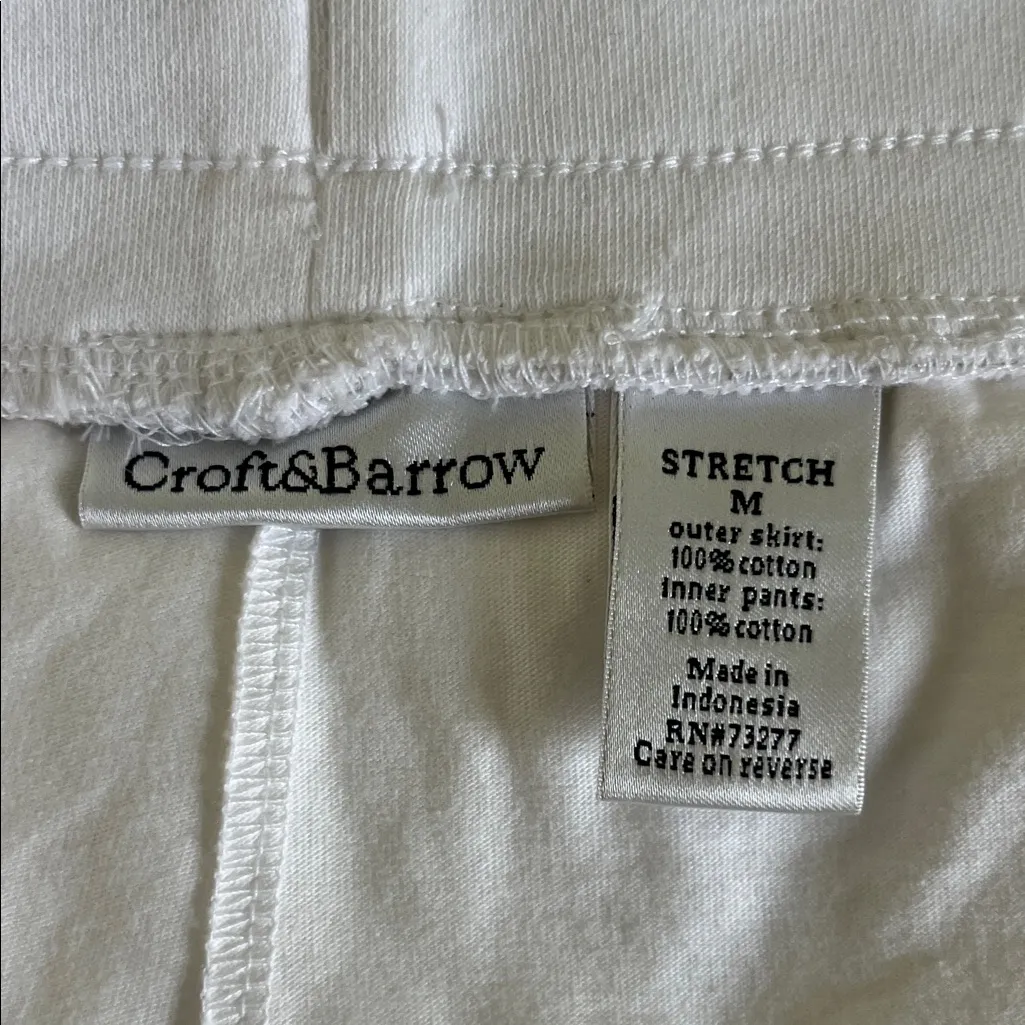 Croft&Barrow
STRETCH
M
outer skirt:
100% cotton
inner pants:
100% cotton
Made in
Indonesia
RN#73277
Care on reverse